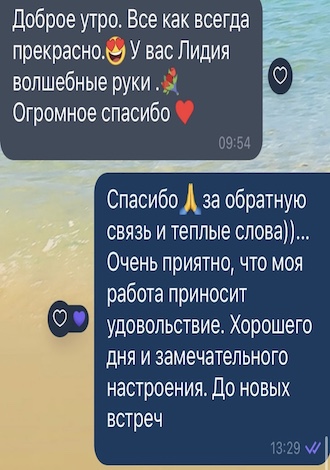 Доброе утро. Все как всегда
прекрасно.😍 У вас Лидия
волшебные руки .💐
Огромное спасибо ❤️
09:54
Спасибо🙏за обратную
связь и теплые слова))...
Очень приятно, что моя
работа приносит
удовольствие. Хорошего
дня и замечательного
настроения. До новых
встреч
13:29